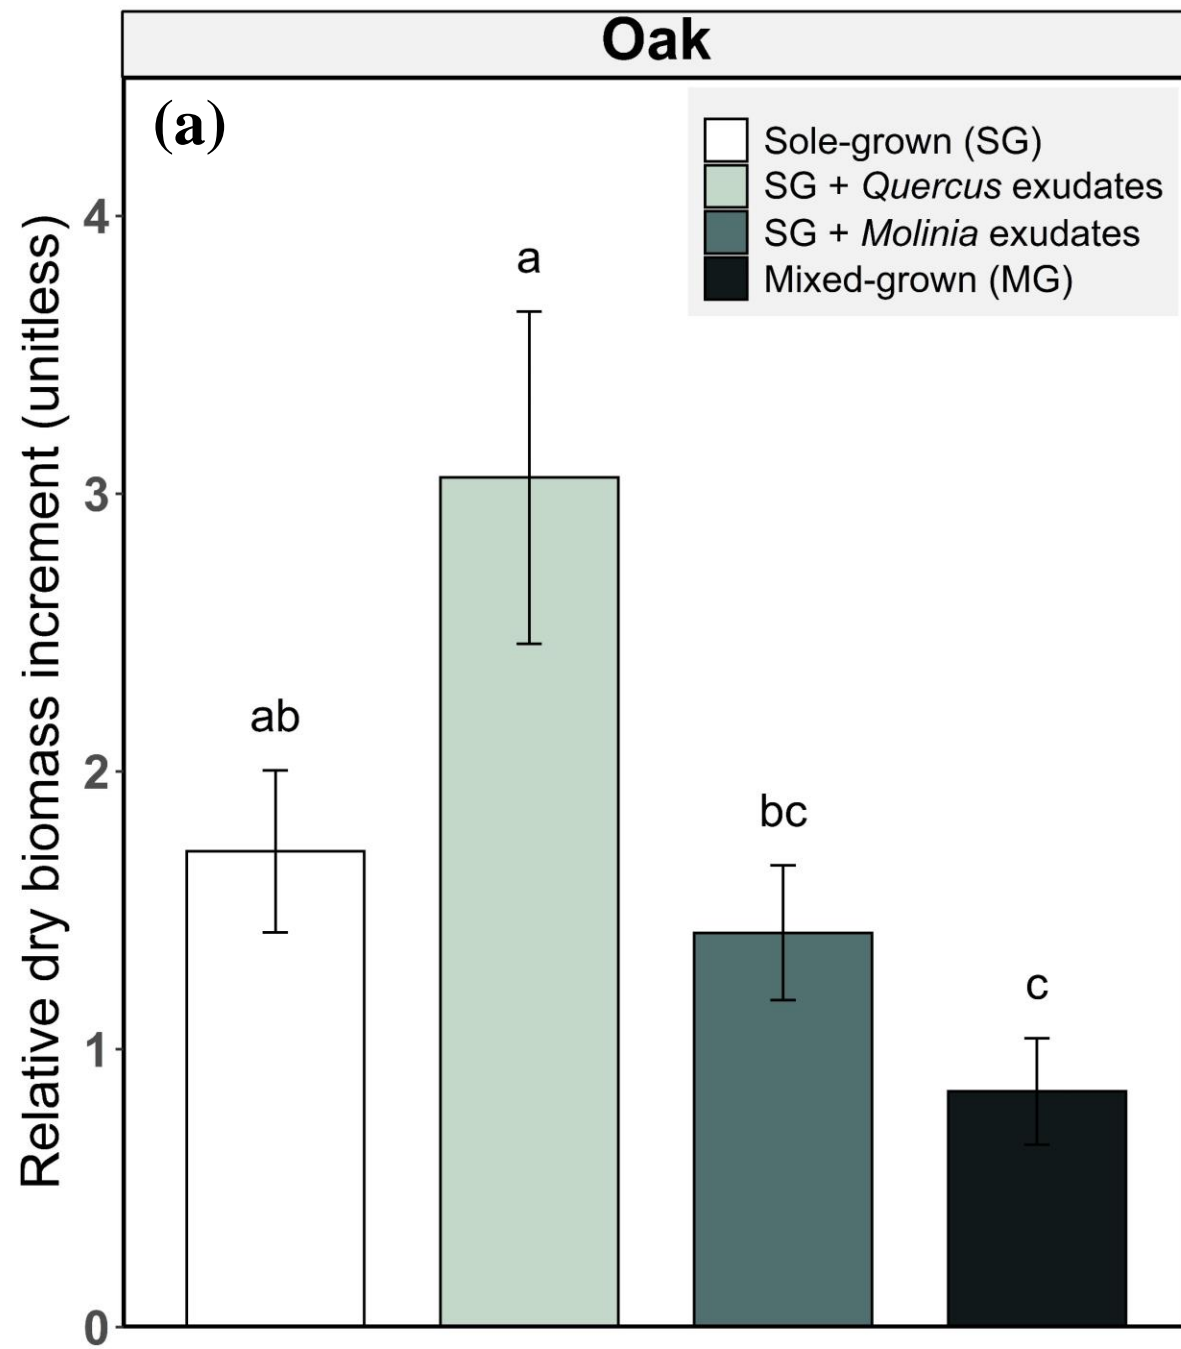 Oak
(a)
Sole-grown (SG)
SG + Quercus exudates
SG + Molinia exudates
Mixed-grown (MG)
Relative dry biomass increment (unitless)
4
3
2
1
0
ab
a
bc
c